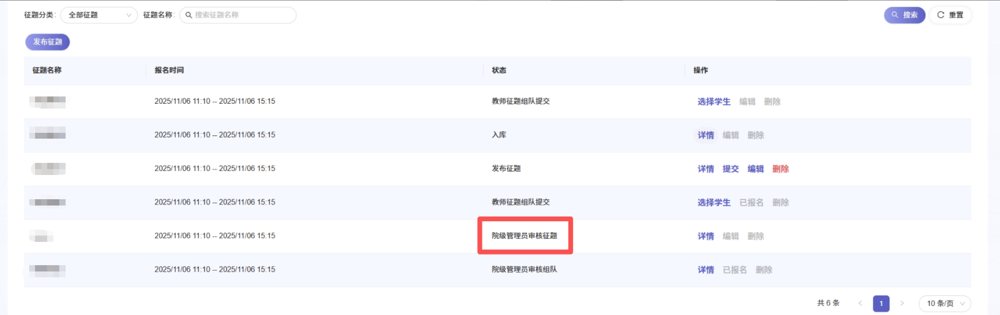 征题分类: 全部征题 征题名称: 搜索征题名称 搜索 重置
发布征题
征题名称 报名时间 状态 操作
2025/11/06 11:10 -- 2025/11/06 15:15 教师征题组队提交 选择学生 编辑 删除
2025/11/06 11:10 -- 2025/11/06 15:15 入库 详情 编辑 删除
2025/11/06 11:10 -- 2025/11/06 15:15 发布征题 详情 提交 编辑 删除
2025/11/06 11:10 -- 2025/11/06 15:15 教师征题组队提交 选择学生 已报名 删除
2025/11/06 11:10 -- 2025/11/06 15:15 院级管理员审核征题 详情 编辑 删除
2025/11/06 11:10 -- 2025/11/06 15:15 院级管理员审核组队 详情 已报名 删除
共 6 条 < 1 > 10 条/页